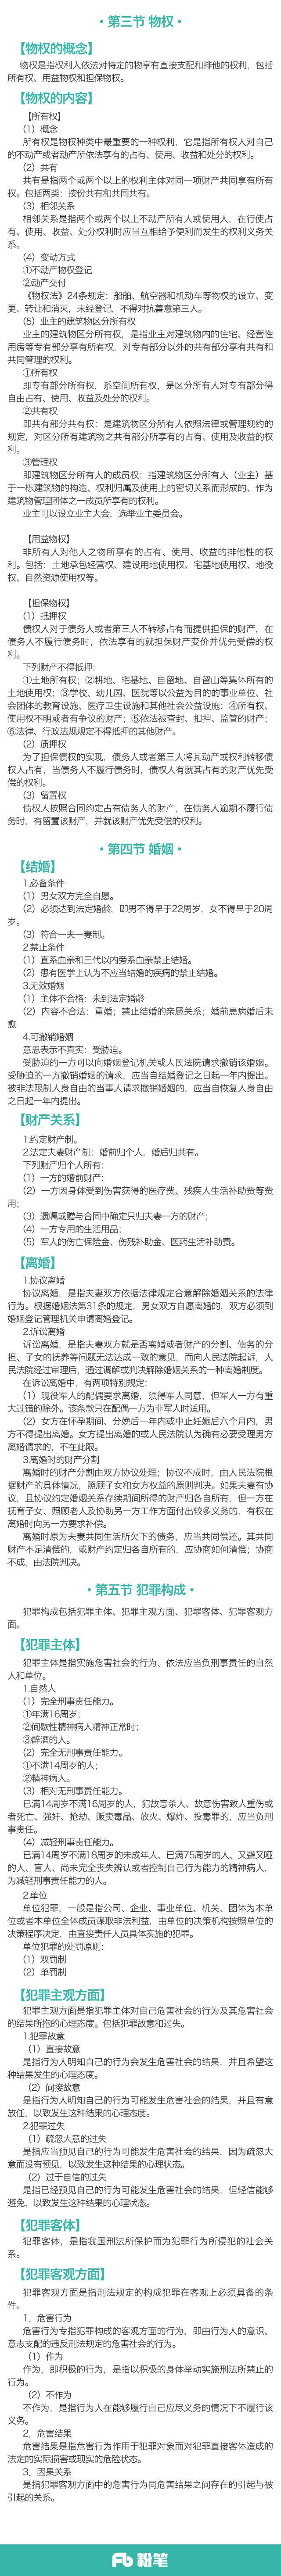 ·第三节 物权·
【物权的概念】
物权是指权利人依法对特定的物享有直接支配和排他的权利，包括
所有权、用益物权和担保物权。
【物权的内容】
【所有权】
（1）概念
所有权是物权种类中最重要的一种权利，它是指所有权人对自己
的不动产或者动产所依法享有的占有、使用、收益和处分的权利。
（2）共有
共有是指两个或两个以上的权利主体对同一项财产共同享有所有
权。包括两类：按份共有和共同共有。
（3）相邻关系
相邻关系是指两个或两个以上不动产所有人或使用人，在行使占
有、使用、收益、处分权利时应当互相给予便利而发生的权利义务关
系。
（4）变动方式
①不动产物权登记
②动产交付
《物权法》24条规定：船舶、航空器和机动车等物权的设立、变
更、转让和消灭，未经登记，不得对抗善意第三人。
（5）业主的建筑物区分所有权
业主的建筑物区分所有权，是指业主对建筑物内的住宅、经营性
用房等专有部分享有所有权，对专有部分以外的共有部分享有共有和
共同管理的权利。
①所有权
即专有部分所有权，系空间所有权，是区分所有人对专有部分得
自由占有、使用、收益及处分的权利。
②共有权
即共有部分共有权：是建筑物区分所有人依照法律或管理规约的
规定，对区分所有建筑物之共有部分所享有的占有、使用及收益的权
利。
③管理权
即建筑物区分所有人的成员权：指建筑物区分所有人（业主）基
于一栋建筑物的构造、权利归属及使用上的密切关系而形成的、作为
建筑物管理团体之一成员所享有的权利。
业主可以设立业主大会，选举业主委员会。
【用益物权】
非所有人对他人之物所享有的占有、使用、收益的排他性的权
利。包括：土地承包经营权、建设用地使用权、宅基地使用权、地役
权、自然资源使用权等。
【担保物权】
（1）抵押权
债权人对于债务人或者第三人不转移占有而提供担保的财产，在
债务人不履行债务时，依法享有的就担保财产变价并优先受偿的权
利。
下列财产不得抵押：
①土地所有权；②耕地、宅基地、自留地、自留山等集体所有的
土地使用权；③学校、幼儿园、医院等以公益为目的的事业单位、社
会团体的教育设施、医疗卫生设施和其他社会公益设施；④所有权、
使用权不明或者有争议的财产；⑤依法被查封、扣押、监管的财产；
⑥法律、行政法规规定不得抵押的其他财产。
（2）质押权
为了担保债权的实现，债务人或者第三人将其动产或权利转移债
权人占有，当债务人不履行债务时，债权人有就其占有的财产优先受
偿的权利。
（3）留置权
债权人按照合同约定占有债务人的财产，在债务人逾期不履行债
务时，有留置该财产，并就该财产优先受偿的权利。
·第四节 婚姻·
【结婚】
1.必备条件
（1）男女双方完全自愿。
（2）必须达到法定婚龄，即男不得早于22周岁，女不得早于20周
岁。
（3）符合一夫一妻制。
2.禁止条件
（1）直系血亲和三代以内旁系血亲禁止结婚。
（2）患有医学上认为不应当结婚的疾病的禁止结婚。
3.无效婚姻
（1）主体不合格：未到法定婚龄
（2）内容不合法：重婚；禁止结婚的亲属关系；婚前患病婚后未
愈
4.可撤销婚姻
意思表示不真实：受胁迫。
受胁迫的一方可以向婚姻登记机关或人民法院请求撤销该婚姻。
受胁迫的一方撤销婚姻的请求，应当自结婚登记之日起一年内提出。
被非法限制人身自由的当事人请求撤销婚姻的，应当自恢复人身自由
之日起一年内提出。
【财产关系】
1.约定财产制。
2.法定夫妻财产制：婚前归个人，婚后归共有。
下列财产归个人所有：
（1）一方的婚前财产；
（2）一方因身体受到伤害获得的医疗费、残疾人生活补助费等费
用；
（3）遗嘱或赠与合同中确定只归夫妻一方的财产；
（4）一方专用的生活用品；
（5）军人的伤亡保险金、伤残补助金、医药生活补助费。
【离婚】
1.协议离婚
协议离婚，是指夫妻双方依据法律规定合意解除婚姻关系的法律
行为。根据婚姻法第31条的规定，男女双方自愿离婚的，双方必须到
婚姻登记管理机关申请离婚登记。
2.诉讼离婚
诉讼离婚，是指夫妻双方就是否离婚或者财产的分割、债务的分
担、子女的抚养等问题无法达成一致的意见，而向人民法院起诉，人
民法院经过审理后，通过调解或判决解除婚姻关系的一种离婚制度。
在诉讼离婚中，有两项特别规定：
（1）现役军人的配偶要求离婚，须得军人同意，但军人一方有重
大过错的除外。该条款只在配偶一方为非军人时适用。
（2）女方在怀孕期间、分娩后一年内或中止妊娠后六个月内，男
方不得提出离婚。女方提出离婚的或人民法院认为确有必要受理男方
离婚请求的，不在此限。
3.离婚时的财产分割
离婚时的财产分割由双方协议处理；协议不成时，由人民法院根
据财产的具体情况，照顾子女和女方权益的原则判决。如果夫妻有协
议，且协议约定婚姻关系存续期间所得的财产归各自所有，但一方在
抚育子女、照顾老人及协助另一方工作方面付出较多义务的，有权在
离婚时向另一方要求补偿。
离婚时原为夫妻共同生活所欠下的债务，应当共同偿还。其共同
财产不足清偿的，或财产约定归各自所有的，应协商如何清偿；协商
不成，由法院判决。
·第五节 犯罪构成·
犯罪构成包括犯罪主体、犯罪主观方面、犯罪客体、犯罪客观方
面。
【犯罪主体】
犯罪主体是指实施危害社会的行为、依法应当负刑事责任的自然
人和单位。
1.自然人
（1）完全刑事责任能力。
①年满16周岁；
②间歇性精神病人精神正常时；
③醉酒的人。
（2）完全无刑事责任能力。
①不满14周岁的人；
②精神病人。
（3）相对无刑事责任能力。
已满14周岁不满16周岁的人，犯故意杀人、故意伤害致人重伤或
者死亡、强奸、抢劫、贩卖毒品、放火、爆炸、投毒罪的，应当负刑
事责任。
（4）减轻刑事责任能力。
已满14周岁不满18周岁的未成年人、已满75周岁的人、又聋又哑
的人、盲人、尚未完全丧失辨认或者控制自己行为能力的精神病人，
为减轻刑事责任能力的人。
2.单位
单位犯罪，一般是指公司、企业、事业单位、机关、团体为本单
位或者本单位全体成员谋取非法利益，由单位的决策机构按照单位的
决策程序决定，由直接责任人员具体实施的犯罪。
单位犯罪的处罚原则：
（1）双罚制
（2）单罚制
【犯罪主观方面】
犯罪主观方面是指犯罪主体对自己危害社会的行为及其危害社会
的结果所抱的心理态度。包括犯罪故意和过失。
1.犯罪故意
（1）直接故意
是指行为人明知自己的行为会发生危害社会的结果，并且希望这
种结果发生的心理态度。
（2）间接故意
是指行为人明知自己的行为可能发生危害社会的结果，并且有意
放任，以致发生这种结果的心理态度。
2.犯罪过失
（1）疏忽大意的过失
是指应当预见自己的行为可能发生危害社会的结果，因为疏忽大
意而没有预见，以致发生这种结果的心理状态。
（2）过于自信的过失
是指已经预见自己的行为可能发生危害社会的结果，但轻信能够
避免，以致发生这种结果的心理状态。
【犯罪客体】
犯罪客体，是指我国刑法所保护而为犯罪行为所侵犯的社会关
系。
【犯罪客观方面】
犯罪客观方面是指刑法规定的构成犯罪在客观上必须具备的条
件。
1．危害行为
危害行为专指犯罪构成的客观方面的行为，即由行为人的意识、
意志支配的违反刑法规定的危害社会的行为。
（1）作为
作为，即积极的行为，是指以积极的身体举动实施刑法所禁止的
行为。
（2）不作为
不作为，是指行为人在能够履行自己应尽义务的情况下不履行该
义务。
2．危害结果
危害结果是指危害行为作用于犯罪对象而对犯罪直接客体造成的
法定的实际损害或现实的危险状态。
3．因果关系
是指犯罪客观方面中的危害行为同危害结果之间存在的引起与被
引起的关系。
Fb 粉笔